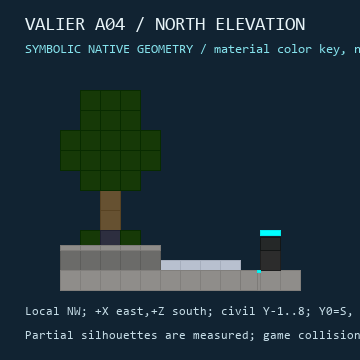 VALIER A04 / NORTH ELEVATION
SYMBOLIC NATIVE GEOMETRY / material color key, n
Local NW; +X east,+Z south; civil Y-1..8; Y0=S,
Partial silhouettes are measured; game collision